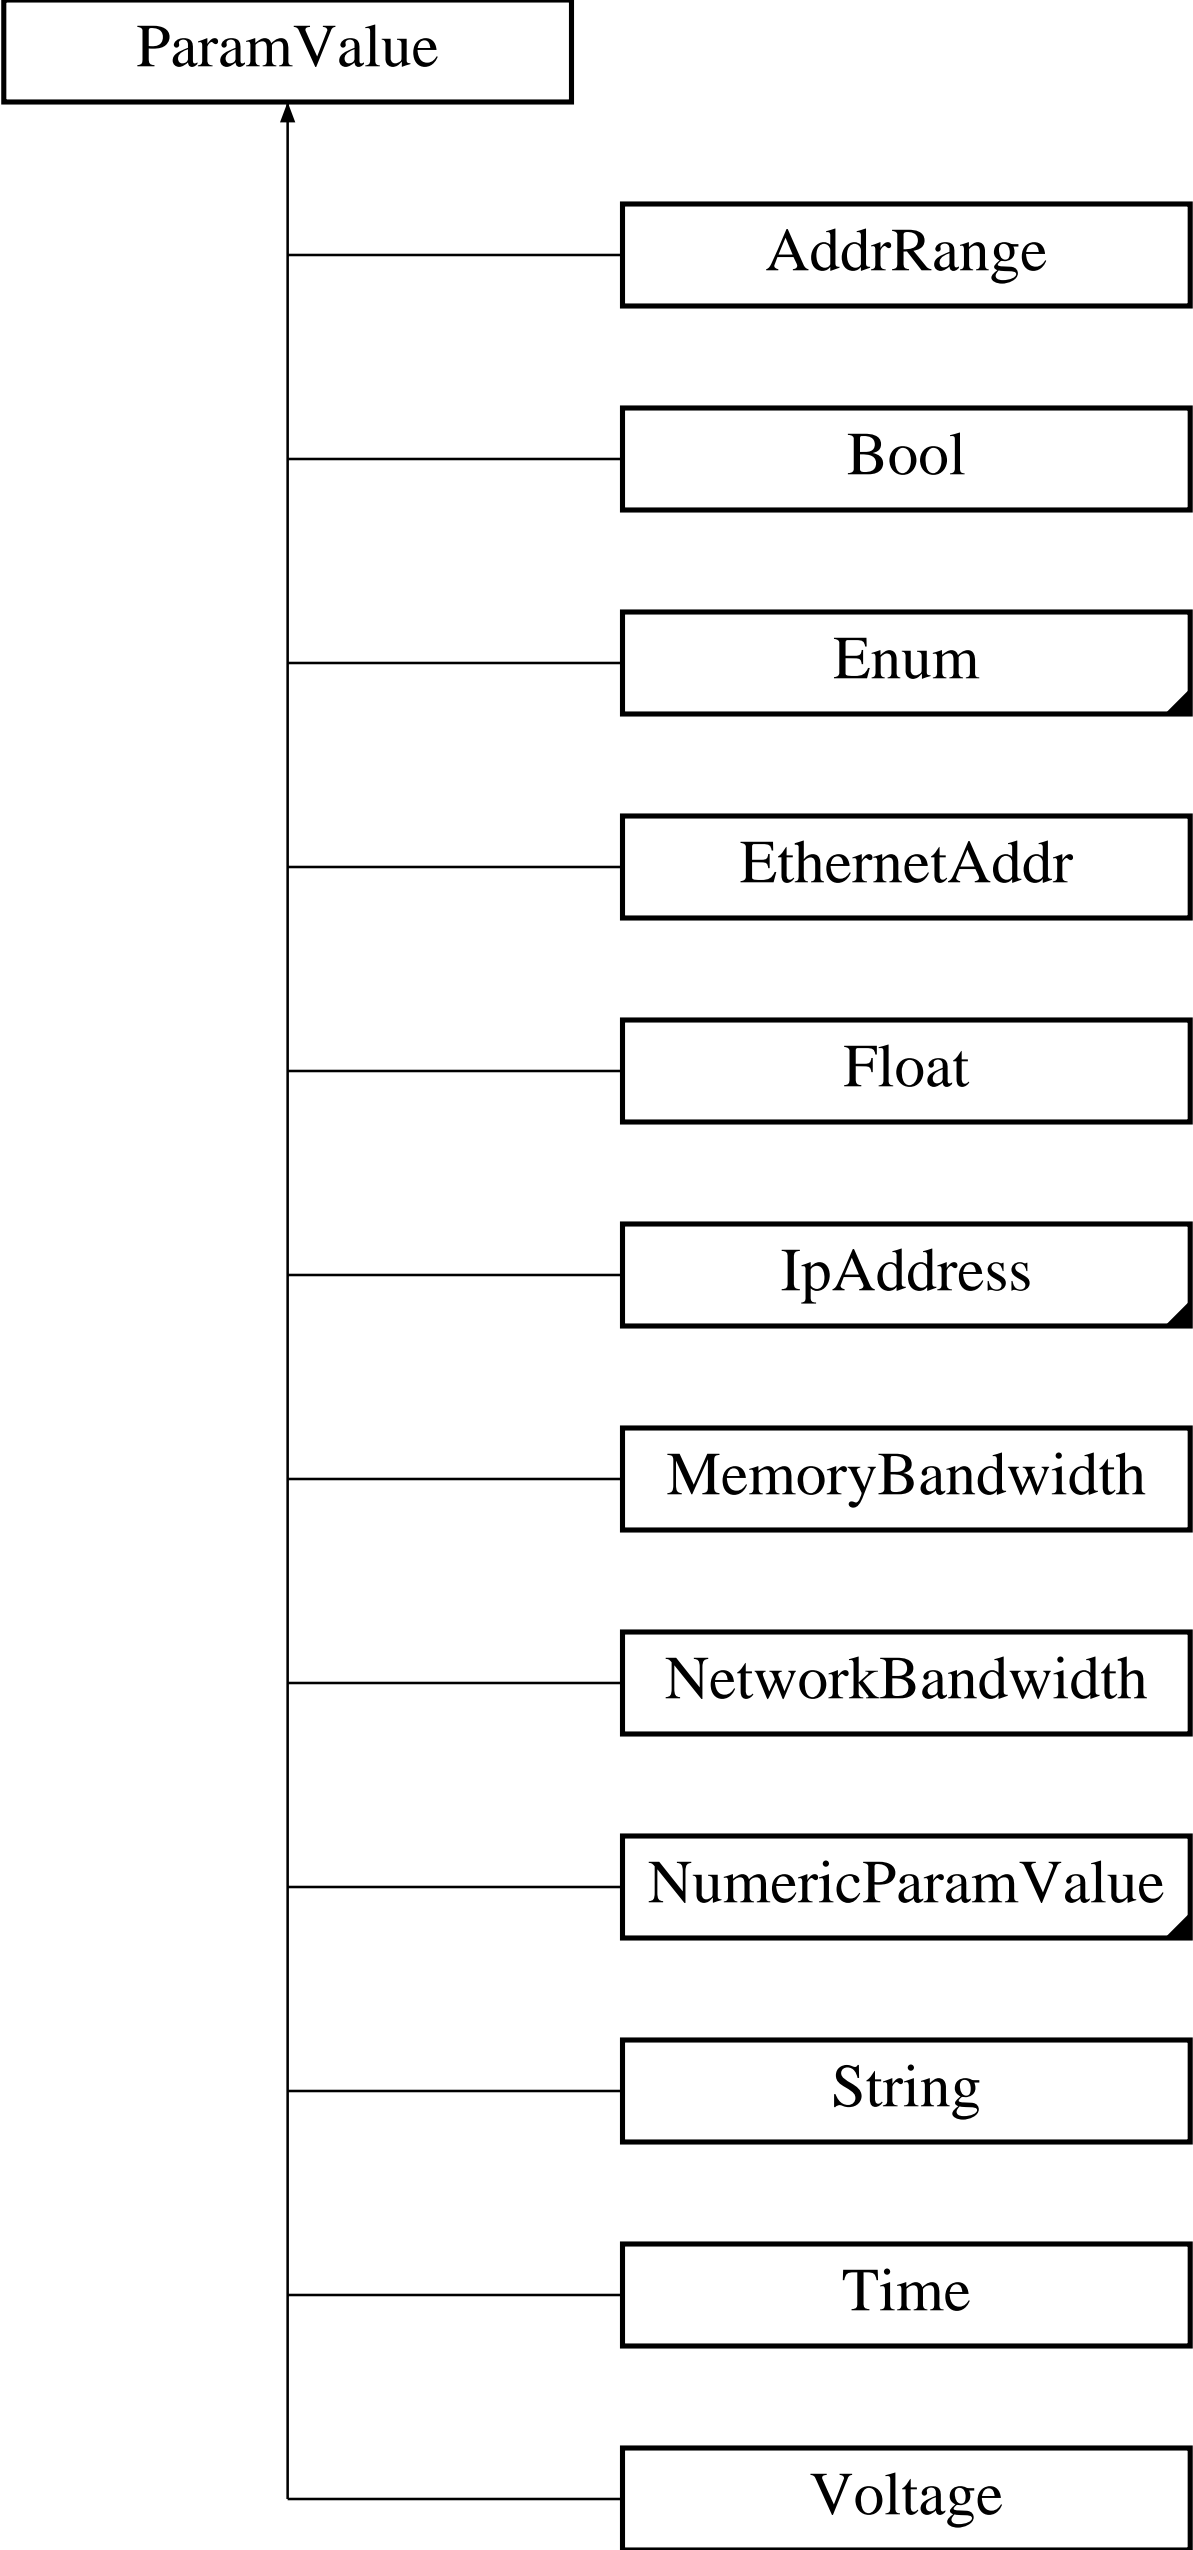 ParamValue
AddrRange
Bool
Enum
EthernetAddr
Float
IpAddress
MemoryBandwidth
NetworkBandwidth
NumericParamValue
String
Time
Voltage